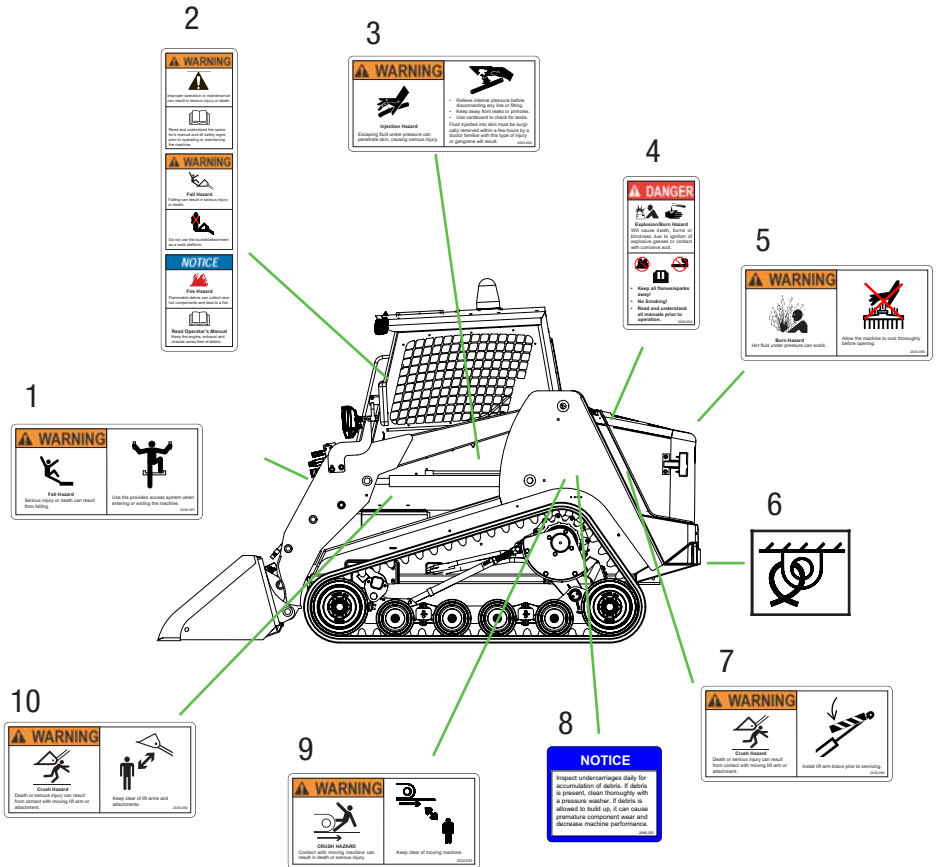 2
3
4
5
1
6
7
8
9
10
WARNING
Improper operation or maintenance
can result in serious injury or death.
Read and understand the opera-
tor's manual and all safety signs
prior to operating or maintaining
the machine.
WARNING
Fall Hazard
Falling can result in serious injury
or death.
Do not use the bucket/attachment
as a work platform.
NOTICE
Fire Hazard
Flammable debris can collect near
hot components and lead to a fire.
Read Operator's Manual
Keep the engine, exhaust and
chassis areas free of debris.
WARNING
Injection Hazard
Escaping fluid under pressure can
penetrate skin, causing serious injury.
• Relieve internal pressure before
disconnecting any line or fitting.
• Keep away from leaks or pinholes.
• Use cardboard to check for leaks.
Fluid injected into skin must be surgi-
cally removed within a few hours by a
doctor familiar with this type of injury
or gangrene will result.
DANGER
Explosion/Burn Hazard
Will cause death, burns or
blindness due to ignition of
explosive gasses or contact
with corrosive acid.
• Keep all flames/sparks
away!
• No Smoking!
• Read and understand
all manuals prior to
operation.
WARNING
Burn Hazard
Hot fluid under pressure can scald.
Allow the machine to cool thoroughly
before opening.
WARNING
Fall Hazard
Serious injury or death can result
from falling.
Use the provided access system when
entering or exiting the machine.
WARNING
Crush Hazard
Death or serious injury can result
from contact with moving lift arm or
attachment.
Install lift arm brace prior to servicing.
NOTICE
Inspect undercarriages daily for
accumulation of debris. If debris
is present, clean thoroughly with
a pressure washer. If debris is
allowed to build up, it can cause
premature component wear and
decrease machine performance.
WARNING
CRUSH HAZARD
Contact with moving machine can
result in death or serious injury.
Keep clear of moving machine.
WARNING
Crush Hazard
Death or serious injury can result
from contact with moving lift arm or
attachment.
Keep clear of lift arms and
attachments.